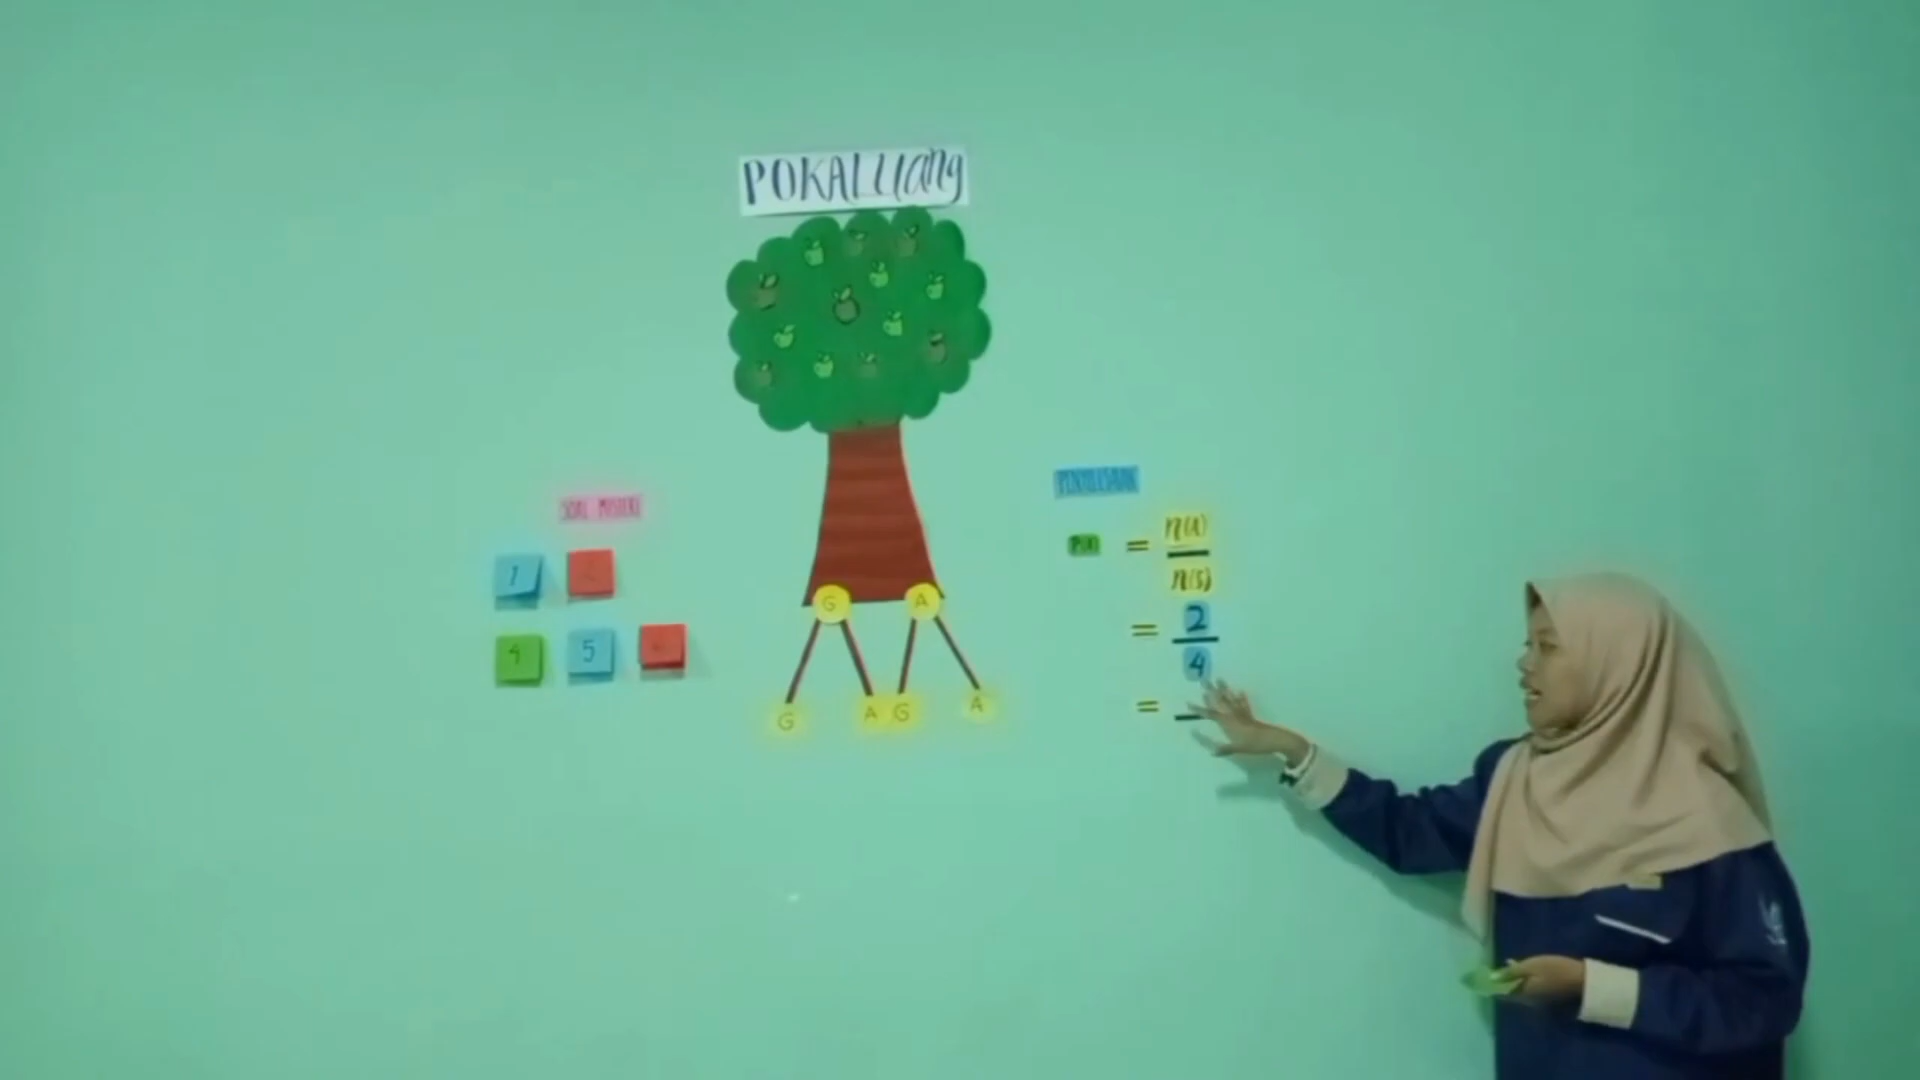 POKALUang
SOAL MISTERI
1
4 5
G A
G A G A
PENYELESAIAN
P(A) = n(A)
n(S)
= 2
4
=